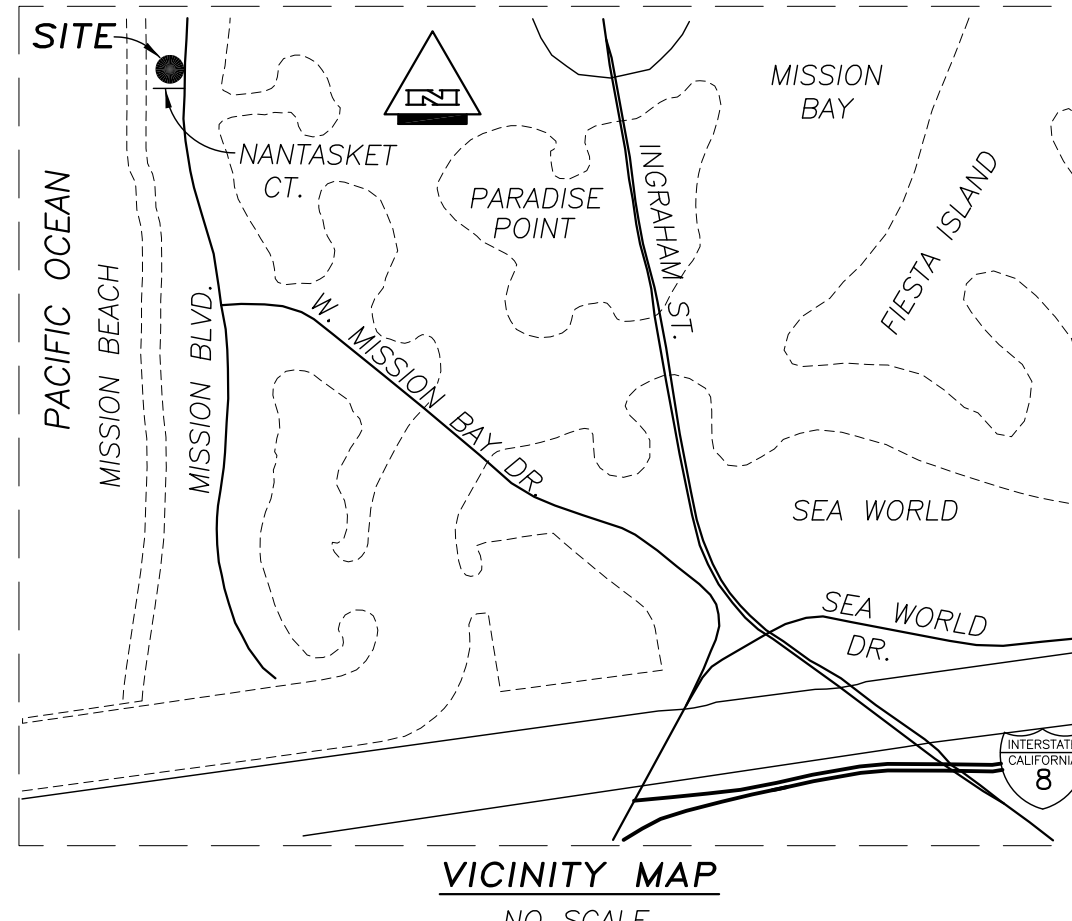 SITE
N
MISSION
BAY
NANTASKET
CT.
PARADISE
POINT
INGRAHAM ST.
FIESTA ISLAND
PACIFIC OCEAN
MISSION BEACH
MISSION BLVD.
W. MISSION BAY DR.
SEA WORLD
SEA WORLD
DR.
INTERSTATE
CALIFORNIA
8
VICINITY MAP
NO SCALE